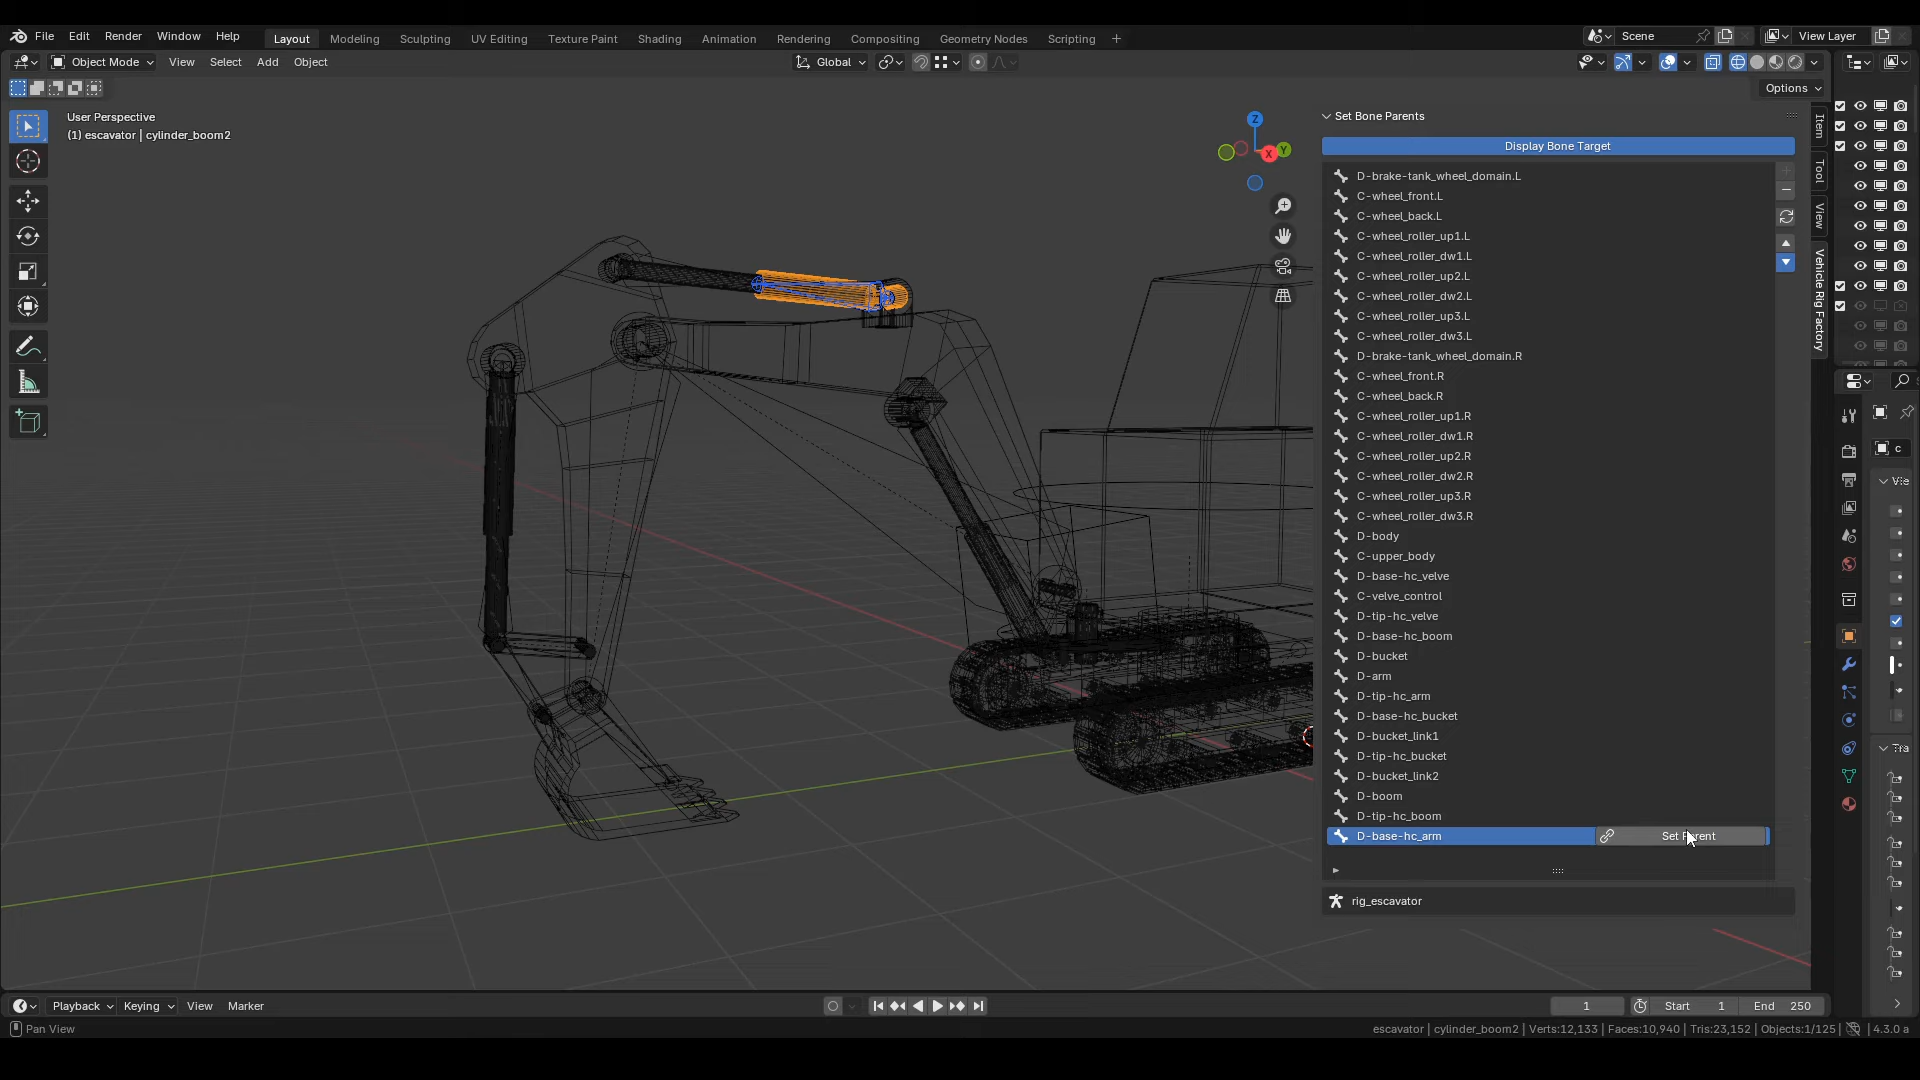 File Edit Render Window Help Layout Modeling Sculpting UV Editing Texture Paint Shading Animation Rendering Compositing Geometry Nodes Scripting + Scene View Layer
Object Mode View Select Add Object Global
Options
User Perspective
(1) escavator | cylinder_boom2
Z
X
Y
Set Bone Parents
Display Bone Target
D-brake-tank_wheel_domain.L
C-wheel_front.L
C-wheel_back.L
C-wheel_roller_up1.L
C-wheel_roller_dw1.L
C-wheel_roller_up2.L
C-wheel_roller_dw2.L
C-wheel_roller_up3.L
C-wheel_roller_dw3.L
D-brake-tank_wheel_domain.R
C-wheel_front.R
C-wheel_back.R
C-wheel_roller_up1.R
C-wheel_roller_dw1.R
C-wheel_roller_up2.R
C-wheel_roller_dw2.R
C-wheel_roller_up3.R
C-wheel_roller_dw3.R
D-body
C-upper_body
D-base-hc_velve
C-velve_control
D-tip-hc_velve
D-base-hc_boom
D-bucket
D-arm
D-tip-hc_arm
D-base-hc_bucket
D-bucket_link1
D-tip-hc_bucket
D-bucket_link2
D-boom
D-tip-hc_boom
D-base-hc_arm Set Parent
rig_escavator
Item
Tool
View
Vehicle Rig Factory
c
Vie
Tra
Playback Keying View Marker 1 Start 1 End 250
Pan View escavator | cylinder_boom2 | Verts:12,133 | Faces:10,940 | Tris:23,152 | Objects:1/125 | 4.3.0 a